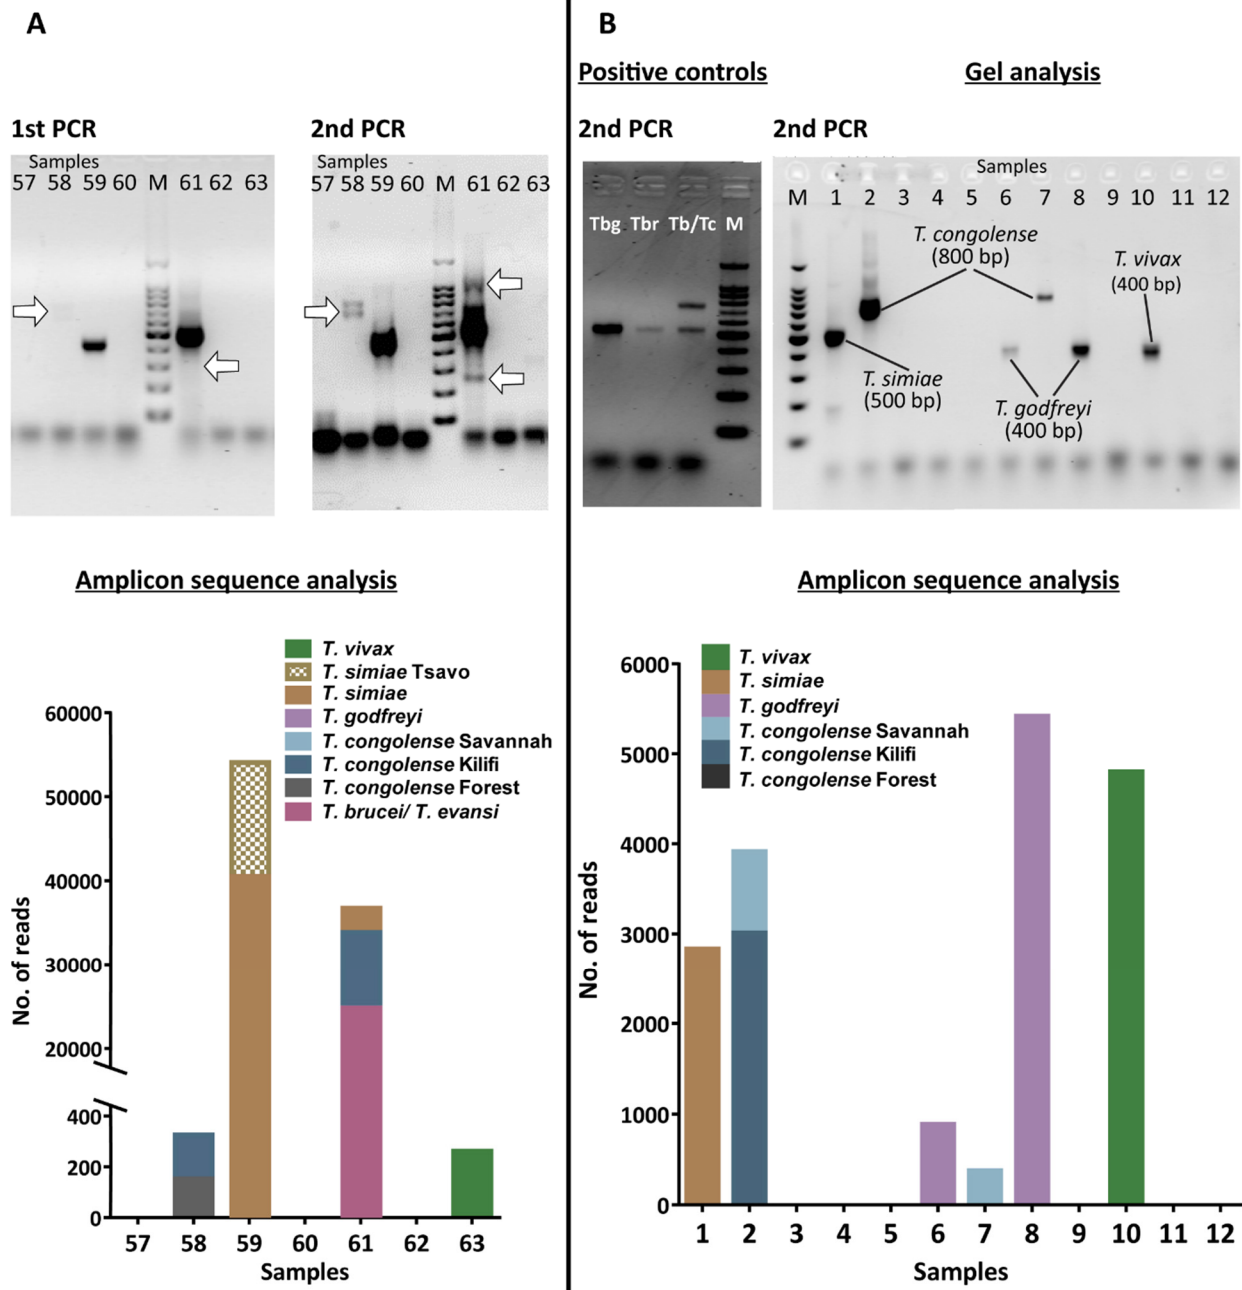 A
1st PCR
Samples
57 58 59 60 M 61 62 63
2nd PCR
Samples
57 58 59 60 M 61 62 63
Amplicon sequence analysis
T. vivax
T. simiae Tsavo
T. simiae
T. godfreyi
T. congolense Savannah
T. congolense Kilifi
T. congolense Forest
T. brucei/ T. evansi
No. of reads
60000
50000
40000
30000
20000
400
200
0
57 58 59 60 61 62 63
Samples
B
Positive controls
2nd PCR
Tbg Tbr Tb/Tc M
Gel analysis
2nd PCR
Samples
M 1 2 3 4 5 6 7 8 9 10 11 12
T. congolense
(800 bp)
T. vivax
(400 bp)
T. simiae
(500 bp)
T. godfreyi
(400 bp)
Amplicon sequence analysis
T. vivax
T. simiae
T. godfreyi
T. congolense Savannah
T. congolense Kilifi
T. congolense Forest
No. of reads
6000
5000
4000
3000
2000
1000
0
1 2 3 4 5 6 7 8 9 10 11 12
Samples